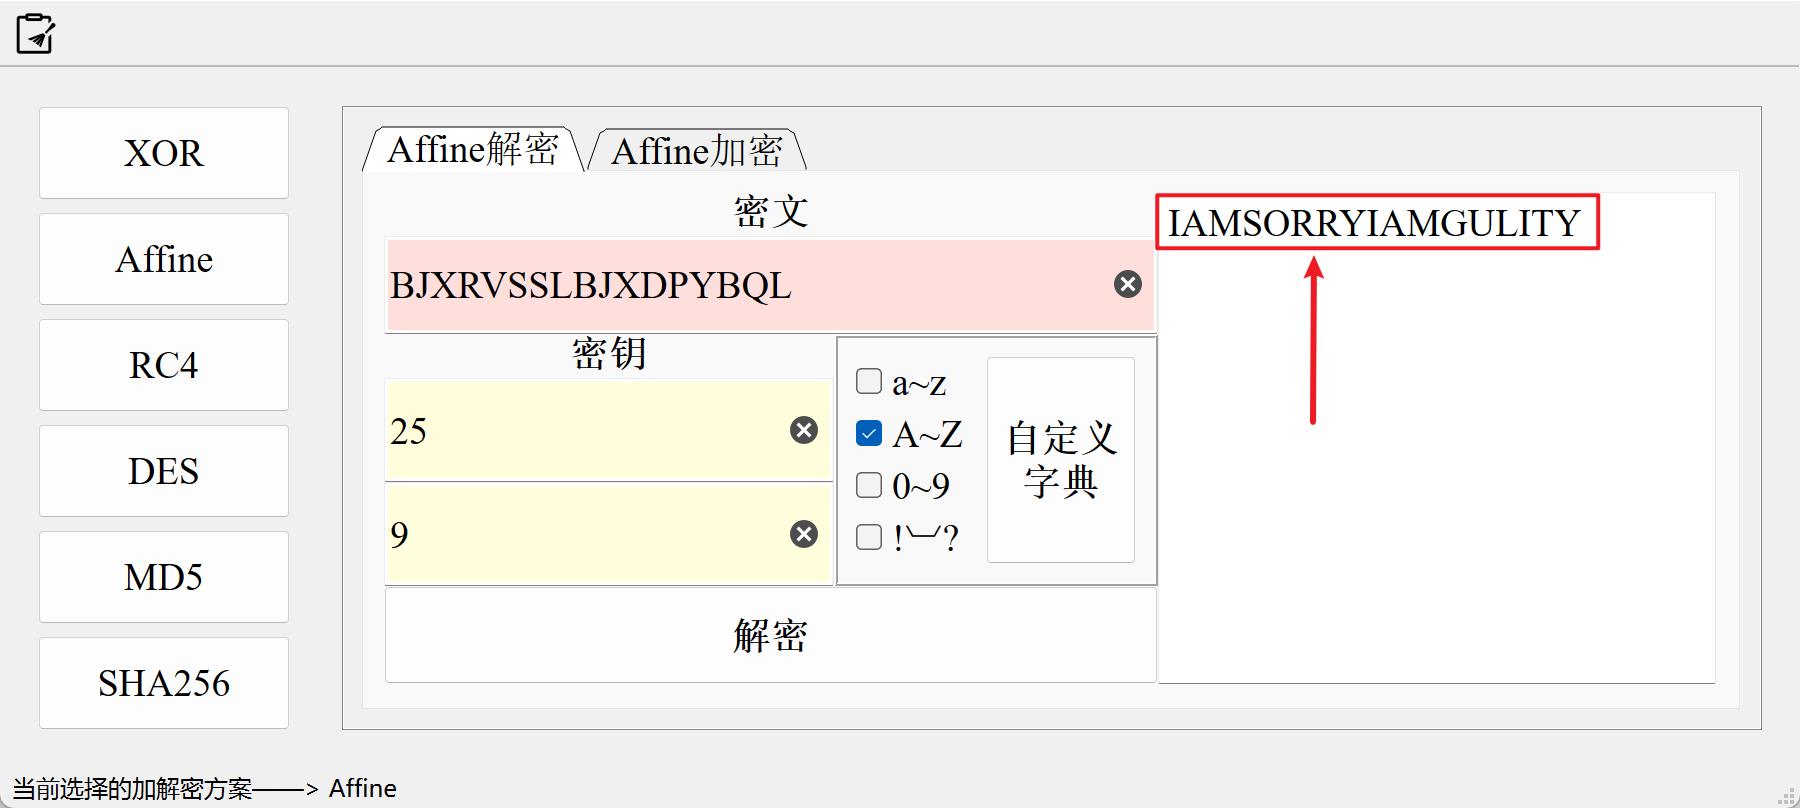 XOR
Affine
RC4
DES
MD5
SHA256
Affine解密
Affine加密
密文
BJXRVSSLBJXDPYBQL
密钥
25
9
a~z
A~Z
0~9
!︸?
自定义
字典
解密
IAMSORRYIAMGULITY
当前选择的加解密方案——> Affine